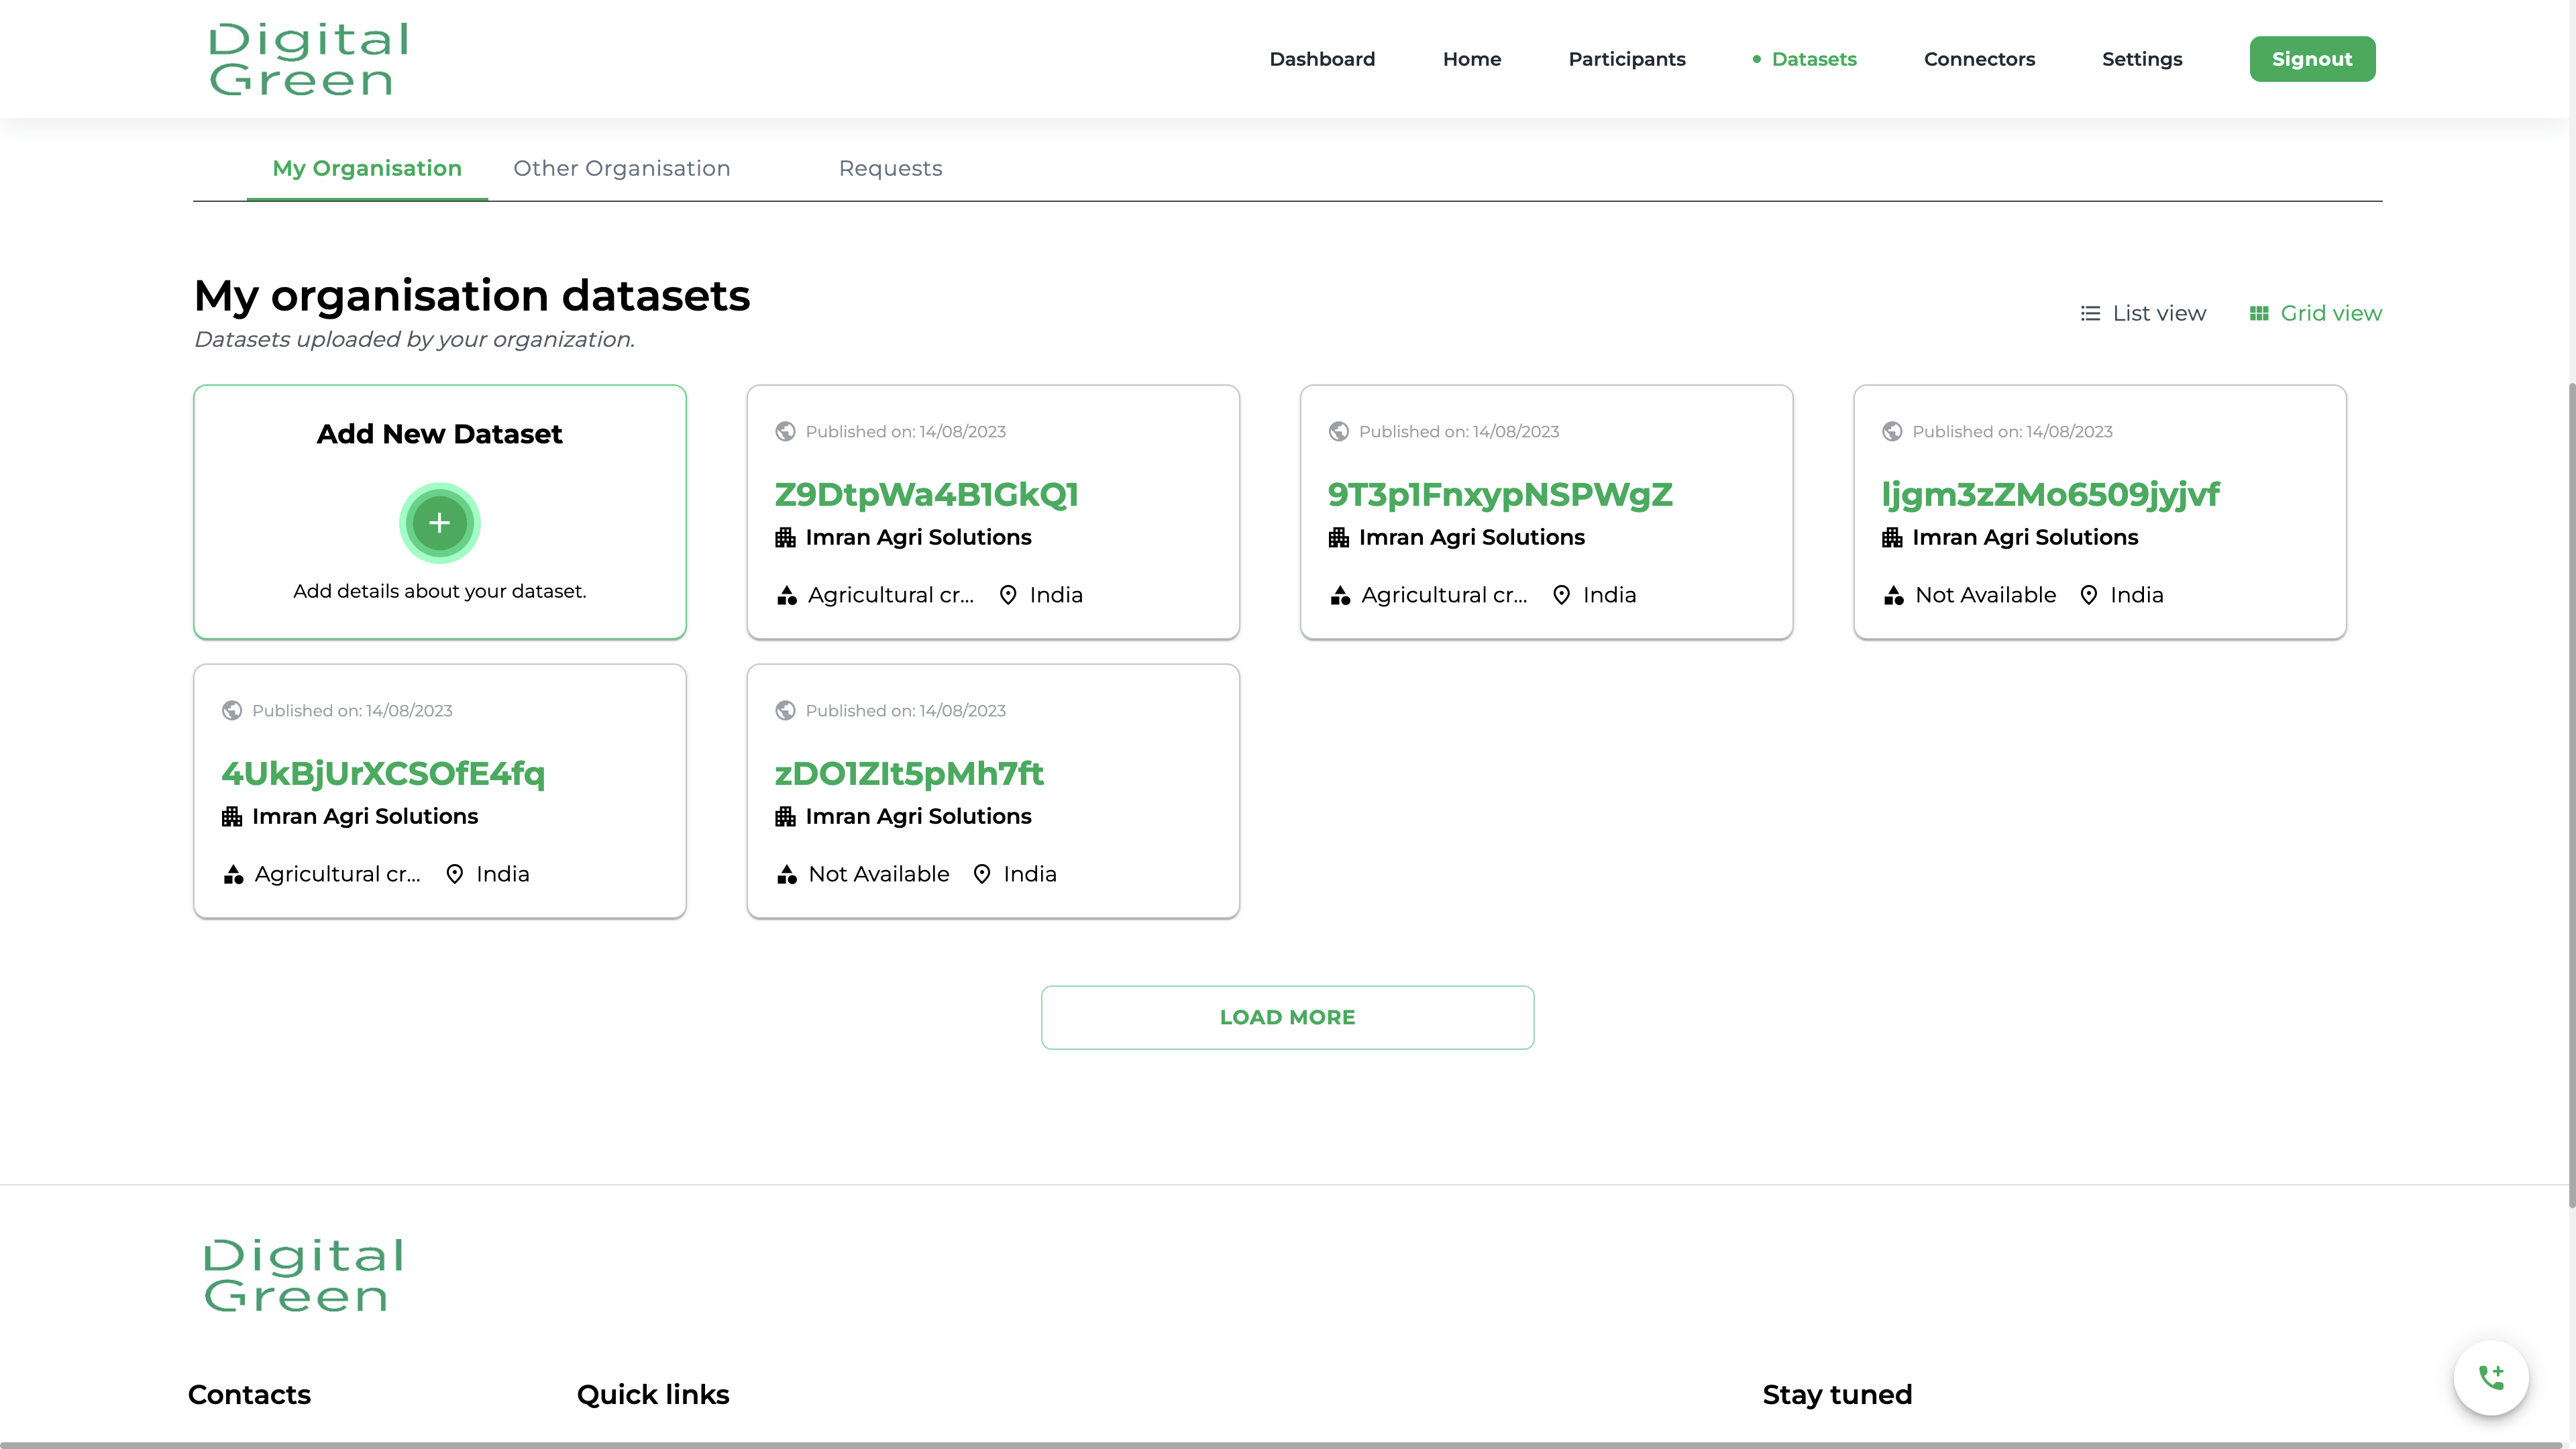 Digital
Green
Dashboard Home Participants Datasets Connectors Settings Signout
My Organisation Other Organisation Requests
My organisation datasets
Datasets uploaded by your organization.
List view Grid view
Add New Dataset
Add details about your dataset.
Published on: 14/08/2023
Z9DtpWa4B1GkQ1
Imran Agri Solutions
Agricultural cr... India
Published on: 14/08/2023
9T3p1FnxypNSPWgZ
Imran Agri Solutions
Agricultural cr... India
Published on: 14/08/2023
ljgm3zZMo6509jyjvf
Imran Agri Solutions
Not Available India
Published on: 14/08/2023
4UkBjUrXCSOfE4fq
Imran Agri Solutions
Agricultural cr... India
Published on: 14/08/2023
zDO1ZIt5pMh7ft
Imran Agri Solutions
Not Available India
LOAD MORE
Digital
Green
Contacts Quick links Stay tuned